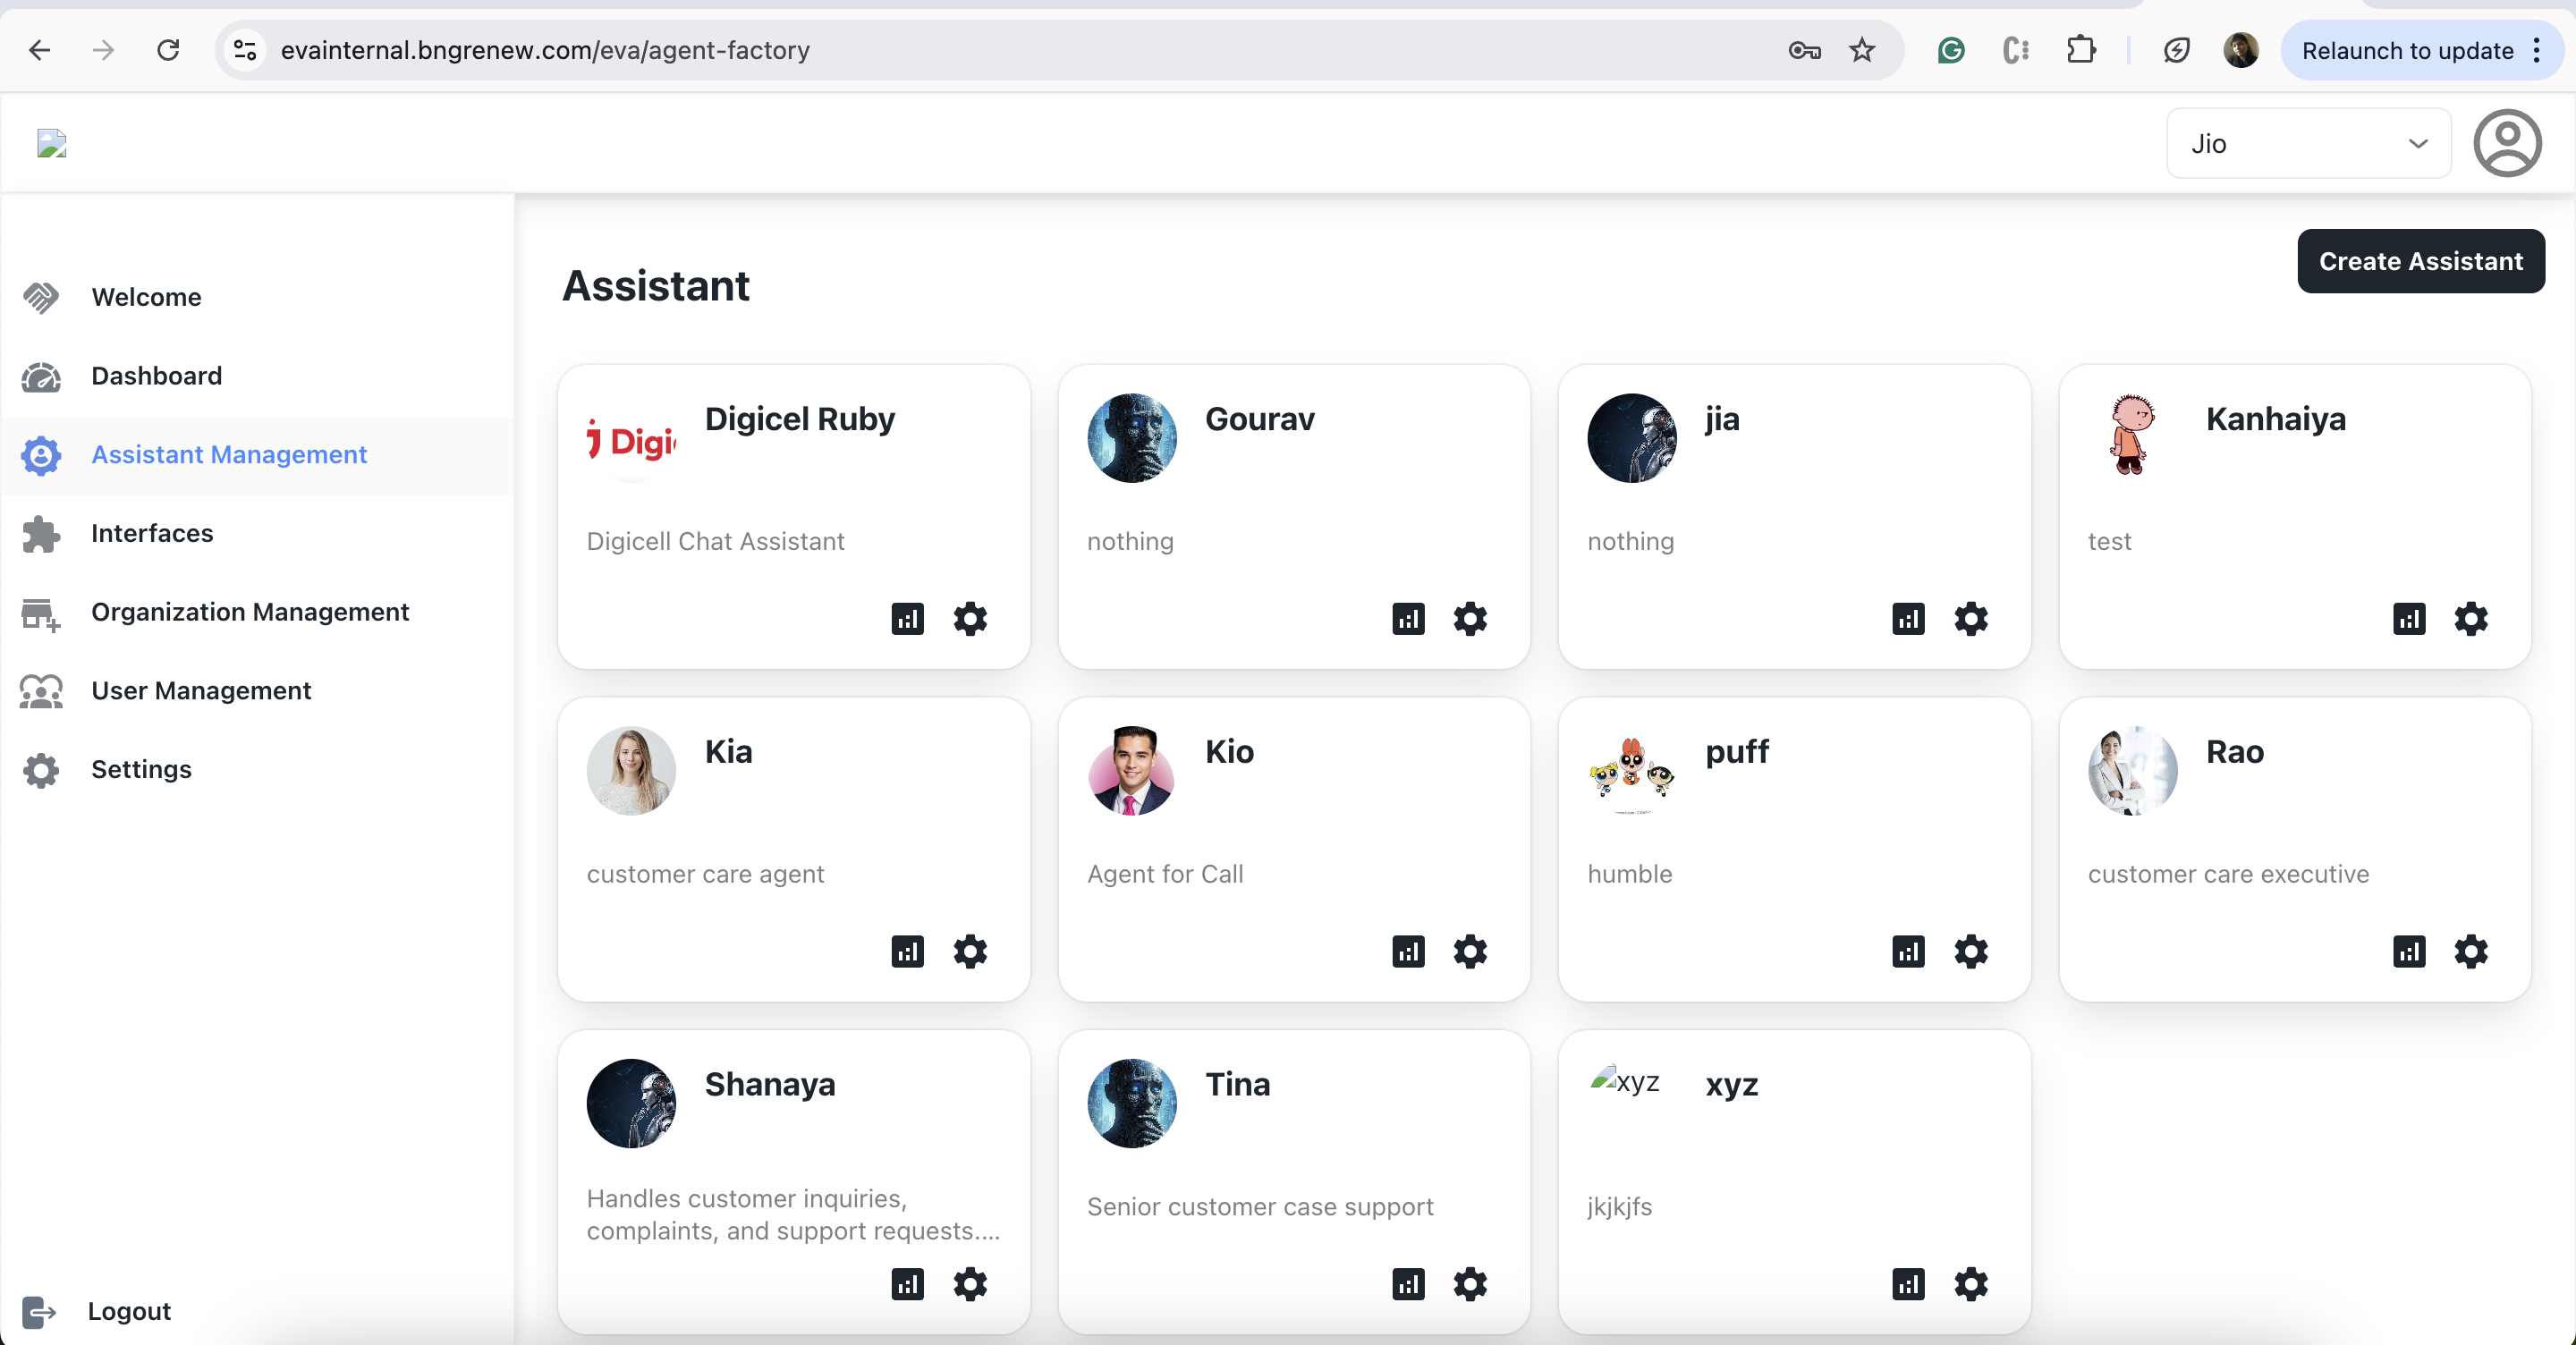 evainternal.bngrenew.com/eva/agent-factory
Relaunch to update
Jio
Welcome
Dashboard
Assistant Management
Interfaces
Organization Management
User Management
Settings
Logout
Assistant
Create Assistant
Digi
Digicel Ruby
Digicell Chat Assistant
Gourav
nothing
jia
nothing
Kanhaiya
test
Kia
customer care agent
Kio
Agent for Call
puff
humble
Rao
customer care executive
Shanaya
Handles customer inquiries,
complaints, and support requests....
Tina
Senior customer case support
xyz
xyz
jkjkjfs